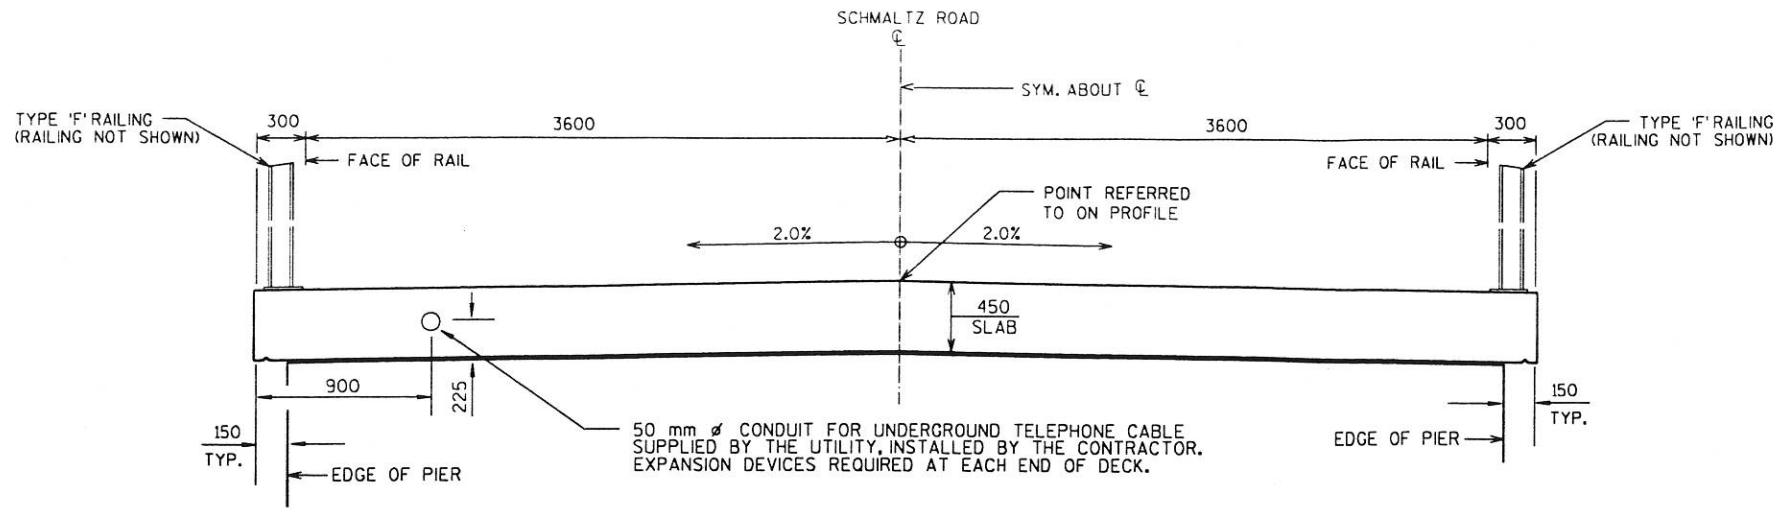 SCHMALTZ ROAD
℄
SYM. ABOUT ℄
TYPE 'F' RAILING
(RAILING NOT SHOWN)
300
3600
3600
300
TYPE 'F' RAILING
(RAILING NOT SHOWN)
FACE OF RAIL
FACE OF RAIL
POINT REFERRED
TO ON PROFILE
2.0%
2.0%
450
SLAB
900
225
150
TYP.
150
TYP.
50 mm ø CONDUIT FOR UNDERGROUND TELEPHONE CABLE
SUPPLIED BY THE UTILITY, INSTALLED BY THE CONTRACTOR.
EXPANSION DEVICES REQUIRED AT EACH END OF DECK.
EDGE OF PIER
EDGE OF PIER